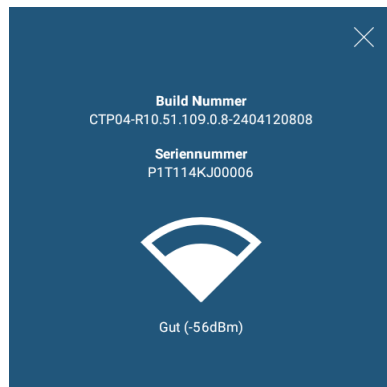 Build Nummer
CTP04-R10.51.109.0.8-2404120808
Seriennummer
P1T114KJ00006
Gut (-56dBm)